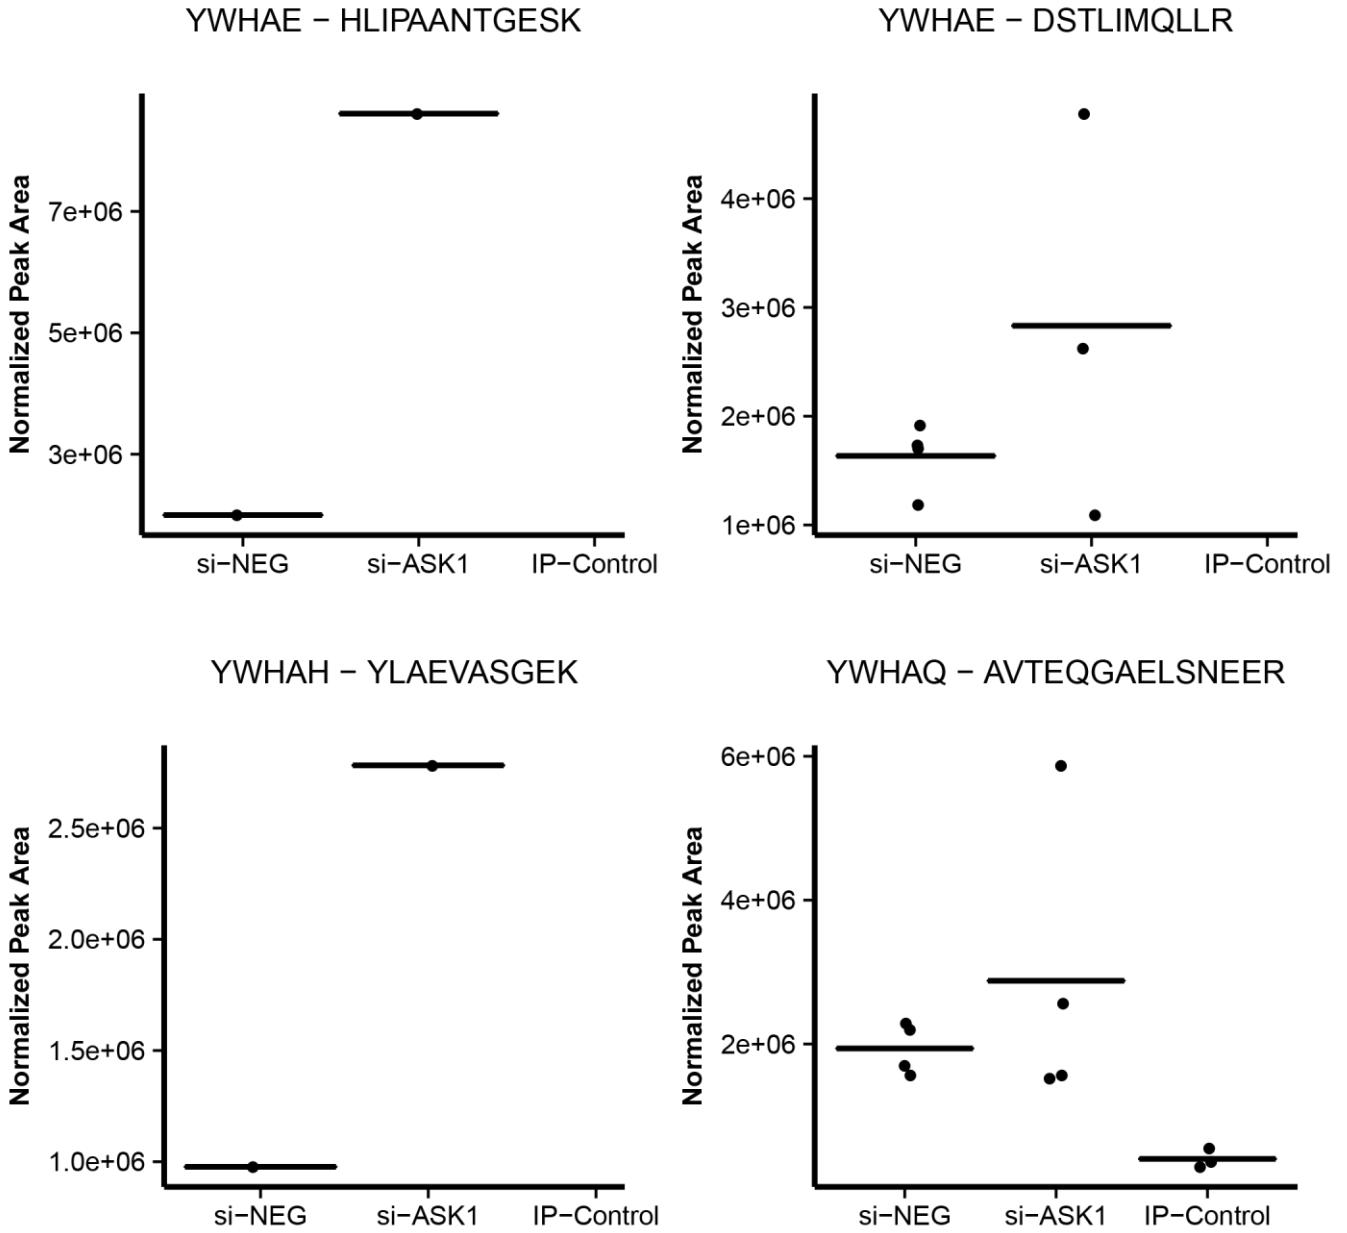 YWHAE − HLIPAANTGESK
Normalized Peak Area
7e+06
5e+06
3e+06
si−NEG si−ASK1 IP−Control
YWHAE − DSTLIMQLLR
Normalized Peak Area
4e+06
3e+06
2e+06
1e+06
si−NEG si−ASK1 IP−Control
YWHAH − YLAEVASGEK
Normalized Peak Area
2.5e+06
2.0e+06
1.5e+06
1.0e+06
si−NEG si−ASK1 IP−Control
YWHAQ − AVTEQGAELSNEER
Normalized Peak Area
6e+06
4e+06
2e+06
si−NEG si−ASK1 IP−Control